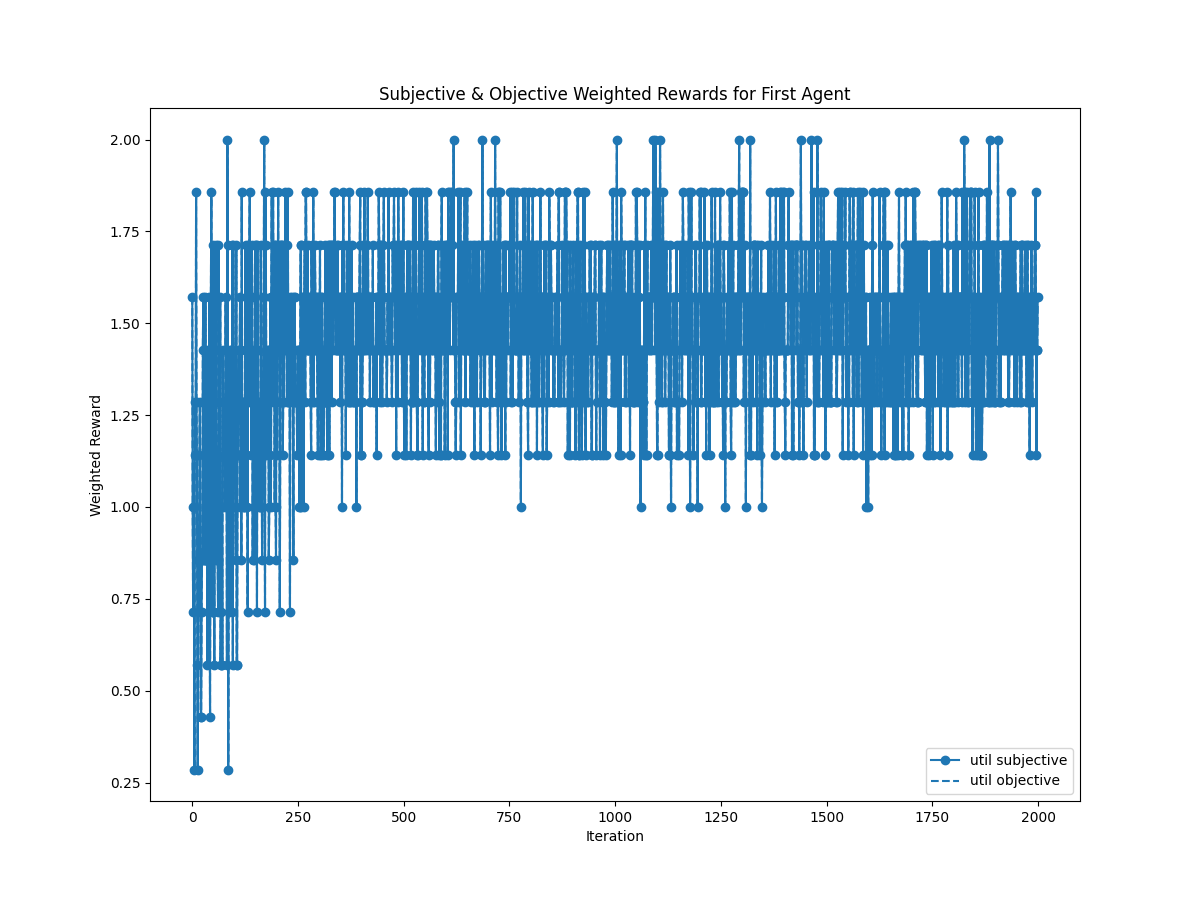 Subjective & Objective Weighted Rewards for First Agent
2.00
1.75
1.50
1.25
1.00
0.75
0.50
0.25
Weighted Reward
util subjective
util objective
0 250 500 750 1000 1250 1500 1750 2000
Iteration